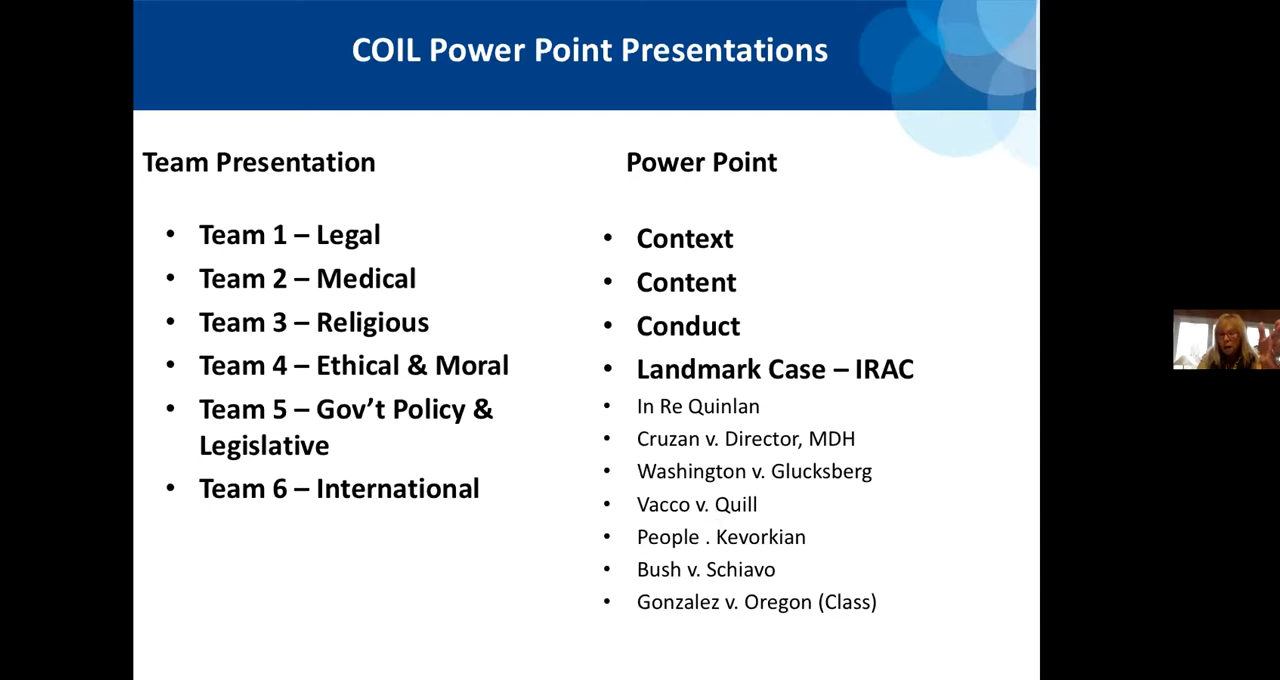 COIL Power Point Presentations
Team Presentation
• Team 1 – Legal
• Team 2 – Medical
• Team 3 – Religious
• Team 4 – Ethical & Moral
• Team 5 – Gov’t Policy &
Legislative
• Team 6 – International
Power Point
• Context
• Content
• Conduct
• Landmark Case – IRAC
• In Re Quinlan
• Cruzan v. Director, MDH
• Washington v. Glucksberg
• Vacco v. Quill
• People . Kevorkian
• Bush v. Schiavo
• Gonzalez v. Oregon (Class)